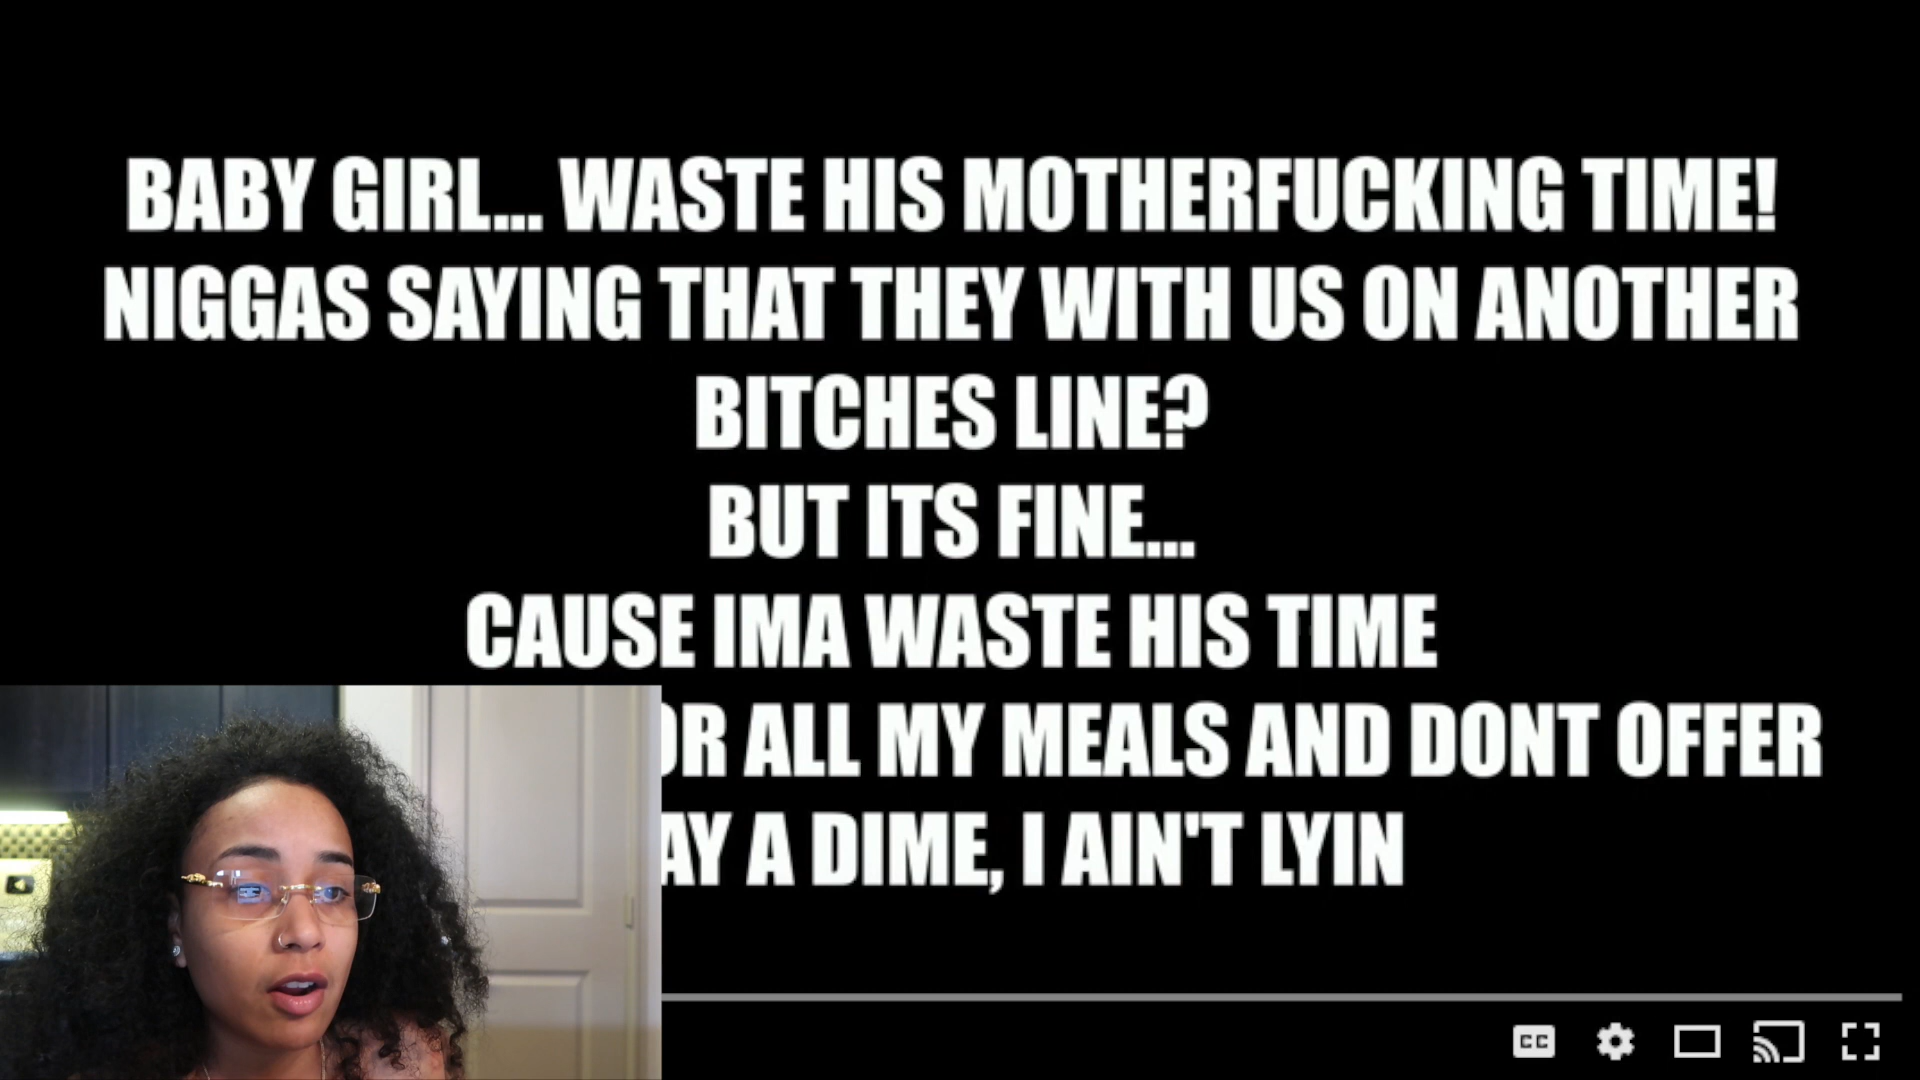 BABY GIRL... WASTE HIS MOTHERFUCKING TIME!
NIGGAS SAYING THAT THEY WITH US ON ANOTHER
BITCHES LINE?
BUT ITS FINE...
CAUSE IMA WASTE HIS TIME
ALL MY MEALS AND DONT OFFER
A DIME, I AIN'T LYIN
CC